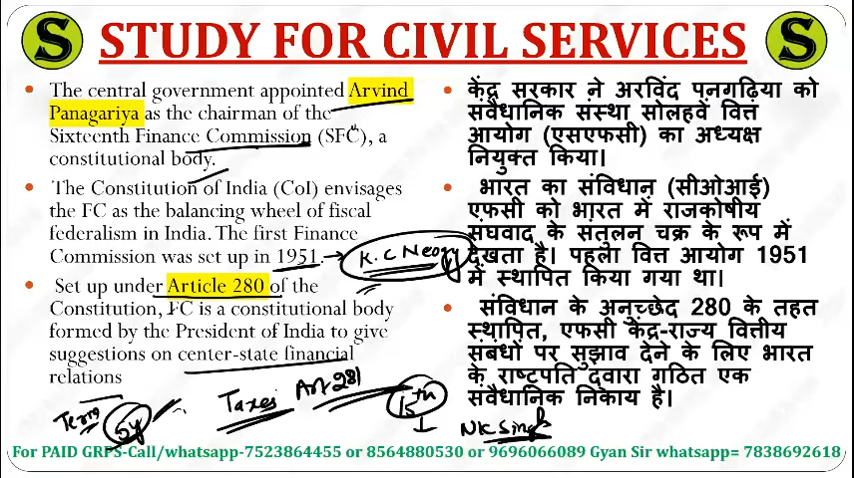 S STUDY FOR CIVIL SERVICES S
• The central government appointed Arvind
Panagariya as the chairman of the
Sixteenth Finance Commission (SFC), a
constitutional body.
• The Constitution of India (CoI) envisages
the FC as the balancing wheel of fiscal
federalism in India. The first Finance
Commission was set up in 1951.
K.C Neogy
• Set up under Article 280 of the
Constitution, FC is a constitutional body
formed by the President of India to give
suggestions on center-state financial
relations
Term 5y
Taxes Art 281
15th
NK Singh
• केंद्र सरकार ने अरविंद पनगढ़िया को
संवैधानिक संस्था सोलहवें वित्त
आयोग (एसएफसी) का अध्यक्ष
नियुक्त किया।
• भारत का संविधान (सीओआई)
एफसी को भारत में राजकोषीय
संघवाद के संतुलन चक्र के रूप में
देखता है। पहला वित्त आयोग 1951
में स्थापित किया गया था।
• संविधान के अनुच्छेद 280 के तहत
स्थापित, एफसी केंद्र-राज्य वित्तीय
संबंधों पर सुझाव देने के लिए भारत
के राष्ट्रपति द्वारा गठित एक
संवैधानिक निकाय है।
For PAID GRPS-Call/whatsapp-7523864455 or 8564880530 or 9696066089 Gyan Sir whatsapp= 7838692618